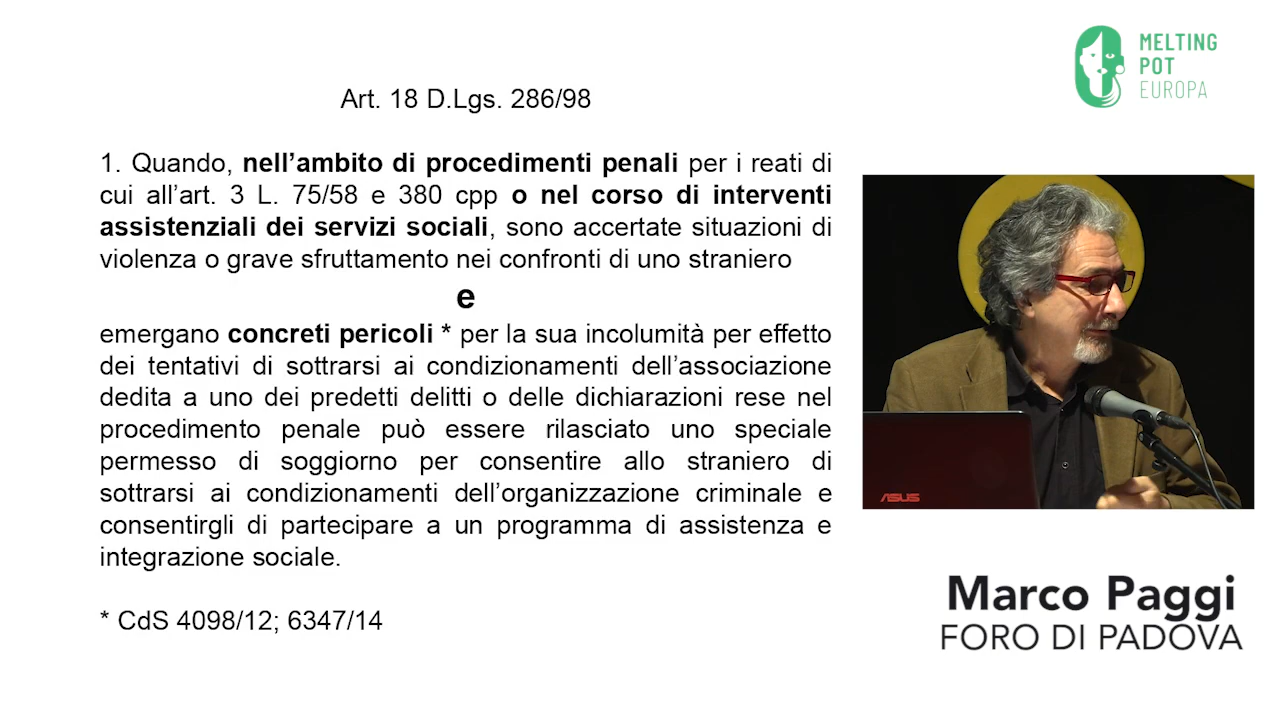 Art. 18 D.Lgs. 286/98
1. Quando, nell’ambito di procedimenti penali per i reati di
cui all’art. 3 L. 75/58 e 380 cpp o nel corso di interventi
assistenziali dei servizi sociali, sono accertate situazioni di
violenza o grave sfruttamento nei confronti di uno straniero
e
emergano concreti pericoli * per la sua incolumità per effetto
dei tentativi di sottrarsi ai condizionamenti dell’associazione
dedita a uno dei predetti delitti o delle dichiarazioni rese nel
procedimento penale può essere rilasciato uno speciale
permesso di soggiorno per consentire allo straniero di
sottrarsi ai condizionamenti dell’organizzazione criminale e
consentirgli di partecipare a un programma di assistenza e
integrazione sociale.
* CdS 4098/12; 6347/14
MELTING
POT
EUROPA
ASUS
Marco Paggi
FORO DI PADOVA